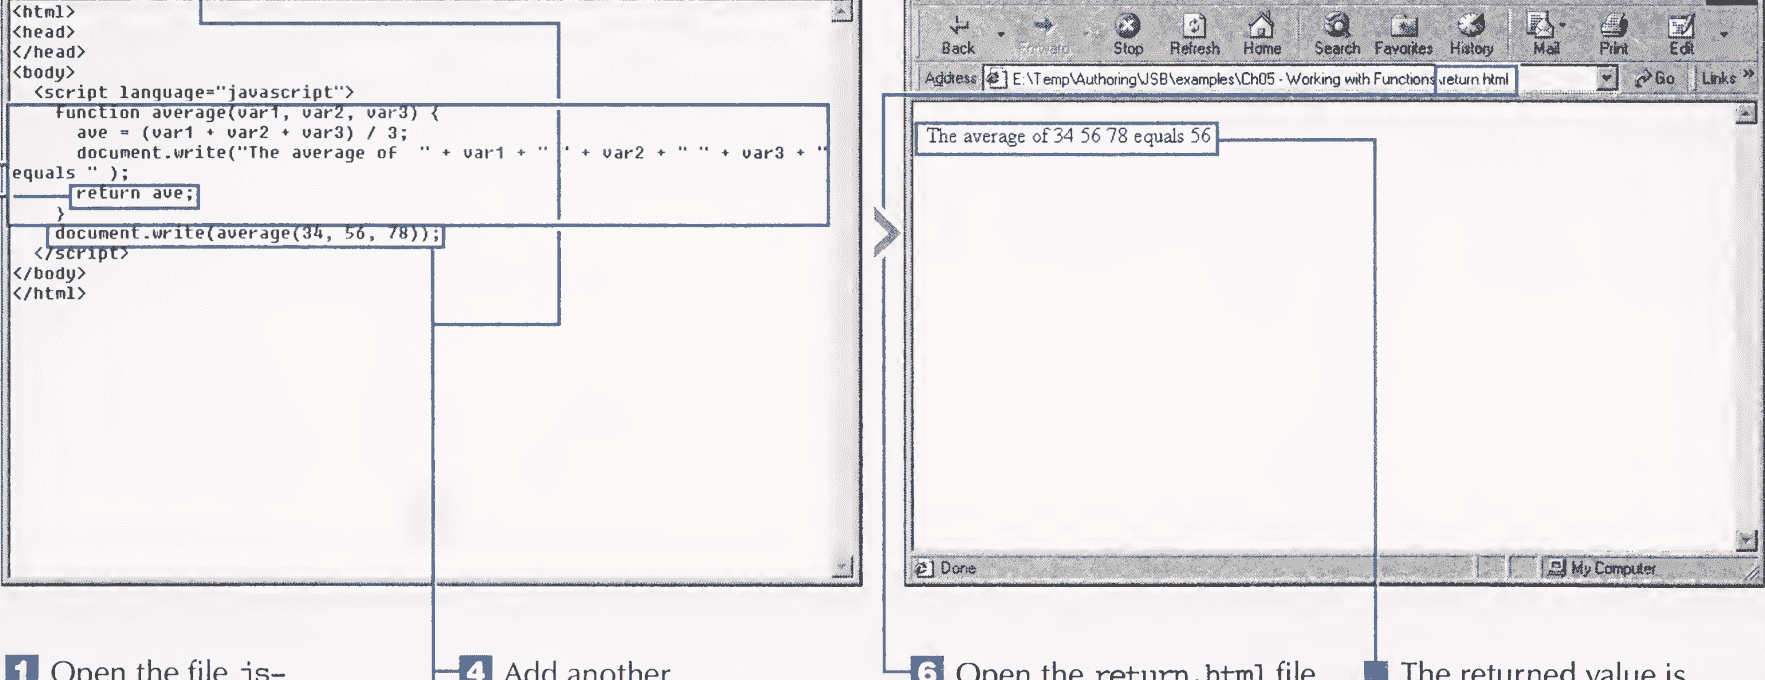 <html>
<head>
</head>
<body>
<script language="javascript">
function average(var1, var2, var3) {
ave = (var1 + var2 + var3) / 3;
document.write("The average of  " + var1 + " " + var2 + " " + var3 + "
equals " );
return ave;
}
document.write(average(34, 56, 78));
</script>
</body>
</html>
Back Forward Stop Refresh Home Search Favorites History Mail Print Edit
Address E:\Temp\Authoring\JSB\examples\Ch05 - Working with Functions\return.html Go Links »
The average of 34 56 78 equals 56
Done My Computer
1 Open the file js-
4 Add another
6 Open the return.html file
The returned value is